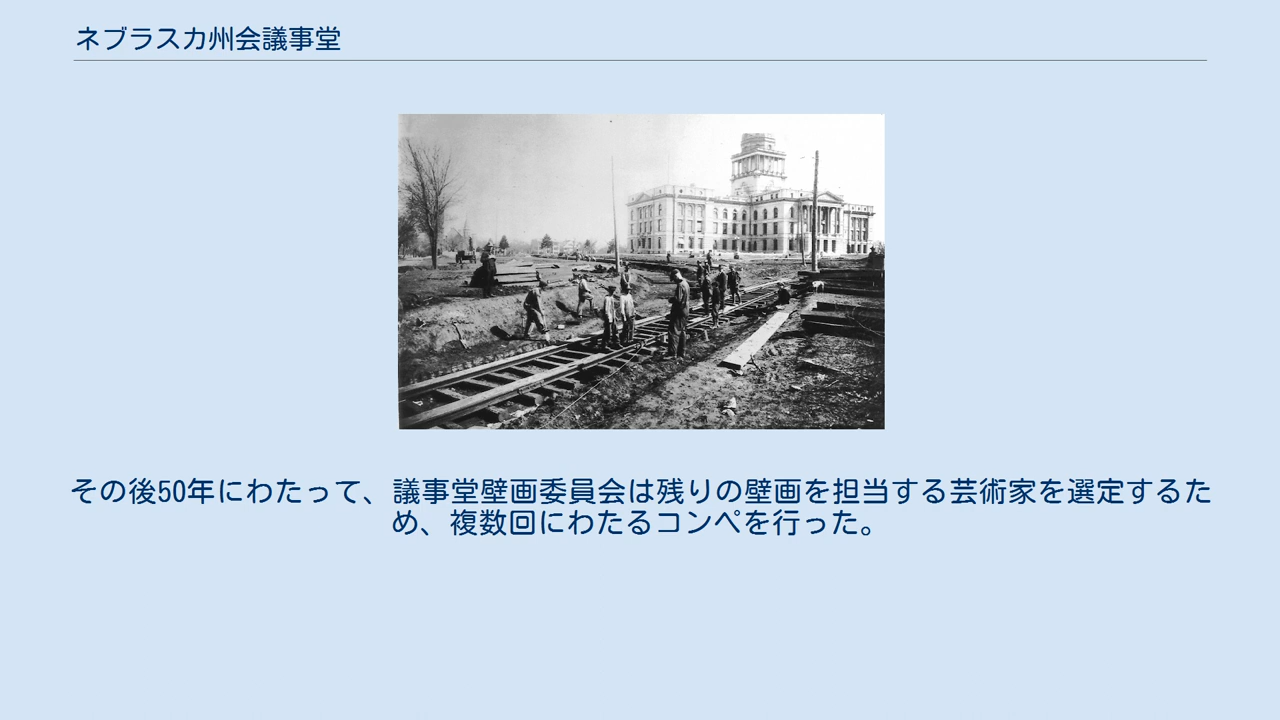 ネブラスカ州会議事堂
その後50年にわたって、議事堂壁画委員会は残りの壁画を担当する芸術家を選定するた
め、複数回にわたるコンペを行った。